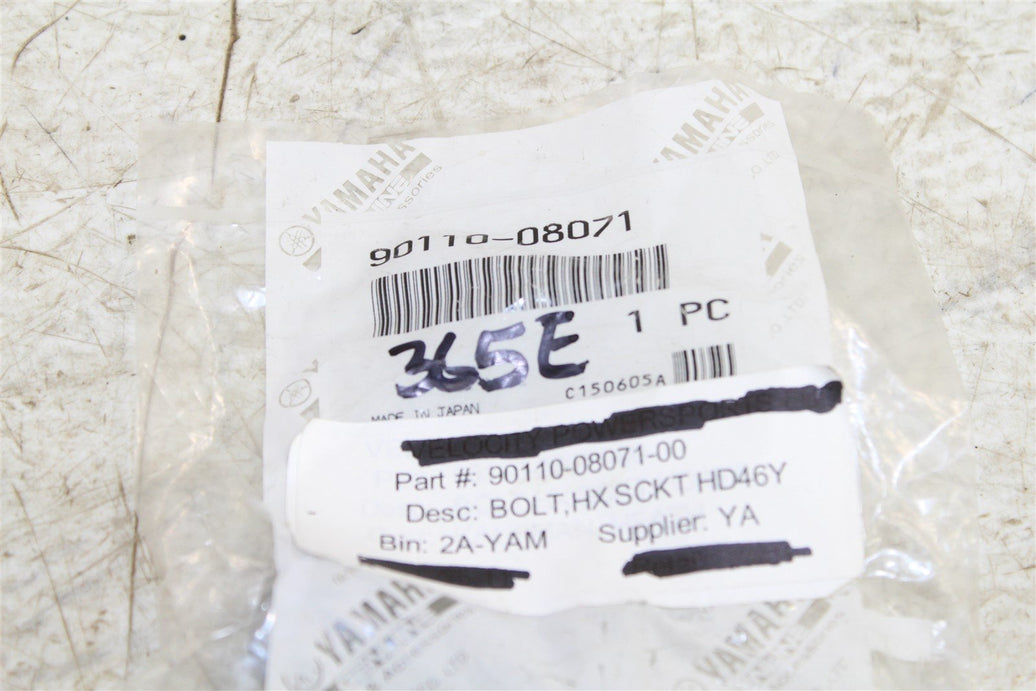 YAMAHA
YAMAHA
90110-08071
365E 1 PC
C150605A
MADE IN JAPAN
VELOCITY POWERSPORTS
Part #: 90110-08071-00
Desc: BOLT,HX SCKT HD46Y
Bin: 2A-YAM Supplier: YA
YAMAHA
YAMAHA